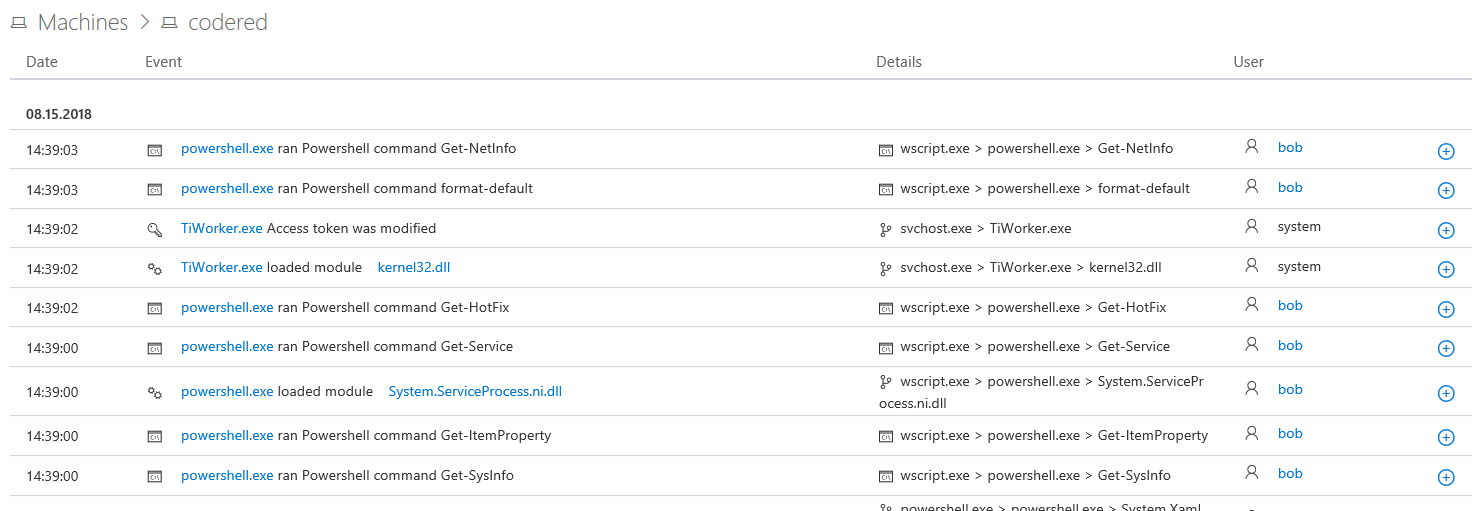 Machines > codered
Date Event Details User
08.15.2018
14:39:03 powershell.exe ran Powershell command Get-NetInfo wscript.exe > powershell.exe > Get-NetInfo bob
14:39:03 powershell.exe ran Powershell command format-default wscript.exe > powershell.exe > format-default bob
14:39:02 TiWorker.exe Access token was modified svchost.exe > TiWorker.exe system
14:39:02 TiWorker.exe loaded module kernel32.dll svchost.exe > TiWorker.exe > kernel32.dll system
14:39:02 powershell.exe ran Powershell command Get-HotFix wscript.exe > powershell.exe > Get-HotFix bob
14:39:00 powershell.exe ran Powershell command Get-Service wscript.exe > powershell.exe > Get-Service bob
14:39:00 powershell.exe loaded module System.ServiceProcess.ni.dll wscript.exe > powershell.exe > System.ServicePr
ocess.ni.dll bob
14:39:00 powershell.exe ran Powershell command Get-ItemProperty wscript.exe > powershell.exe > Get-ItemProperty bob
14:39:00 powershell.exe ran Powershell command Get-SysInfo wscript.exe > powershell.exe > Get-SysInfo bob
powershell.exe > powershell.exe > System.Xaml